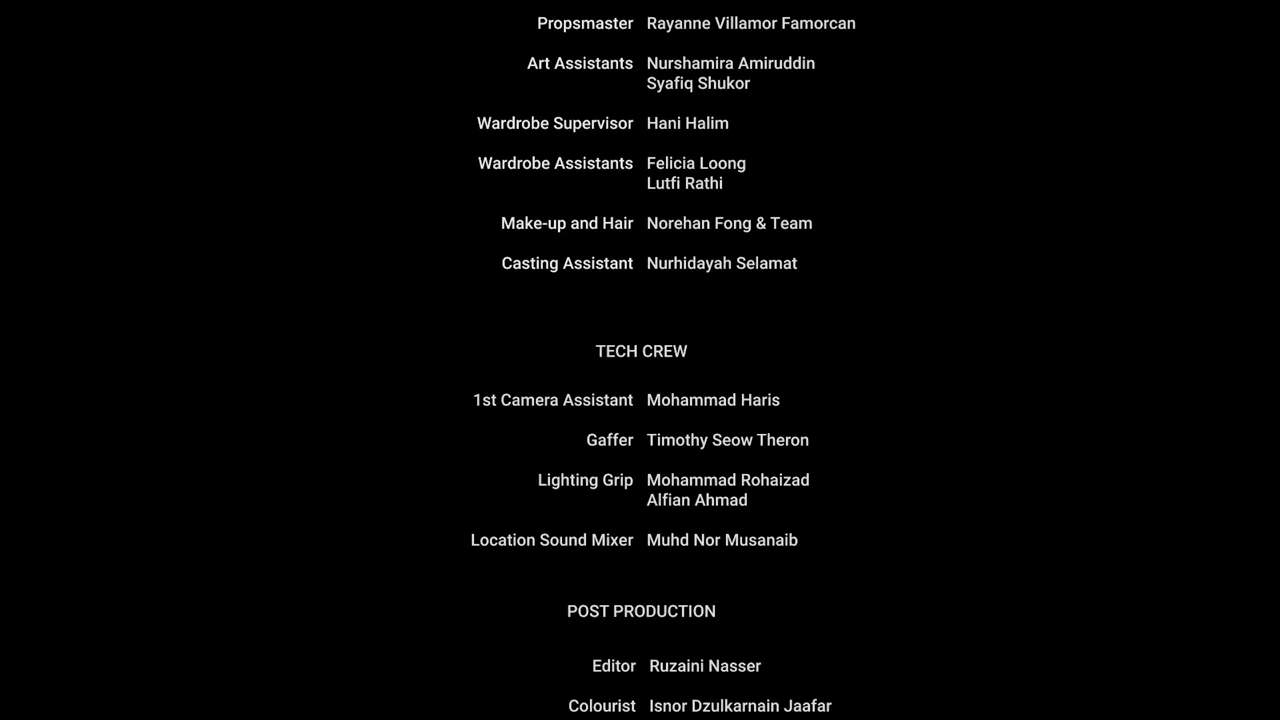 Propsmaster Rayanne Villamor Famorcan
Art Assistants Nurshamira Amiruddin
Syafiq Shukor
Wardrobe Supervisor Hani Halim
Wardrobe Assistants Felicia Loong
Lutfi Rathi
Make-up and Hair Norehan Fong & Team
Casting Assistant Nurhidayah Selamat
TECH CREW
1st Camera Assistant Mohammad Haris
Gaffer Timothy Seow Theron
Lighting Grip Mohammad Rohaizad
Alfian Ahmad
Location Sound Mixer Muhd Nor Musanaib
POST PRODUCTION
Editor Ruzaini Nasser
Colourist Isnor Dzulkarnain Jaafar